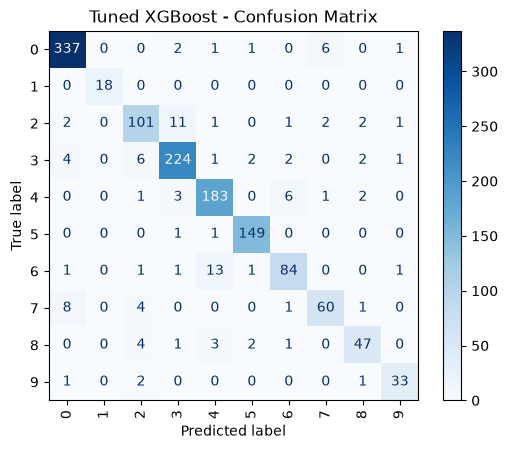 Tuned XGBoost - Confusion Matrix
0 337 0 0 2 1 1 0 6 0 1
1 0 18 0 0 0 0 0 0 0 0
2 2 0 101 11 1 0 1 2 2 1
3 4 0 6 224 1 2 2 0 2 1
4 0 0 1 3 183 0 6 1 2 0
5 0 0 0 1 1 149 0 0 0 0
6 1 0 1 1 13 1 84 0 0 1
7 8 0 4 0 0 0 1 60 1 0
8 0 0 4 1 3 2 1 0 47 0
9 1 0 2 0 0 0 0 0 1 33
0 1 2 3 4 5 6 7 8 9
Predicted label
True label
300
250
200
150
100
50
0